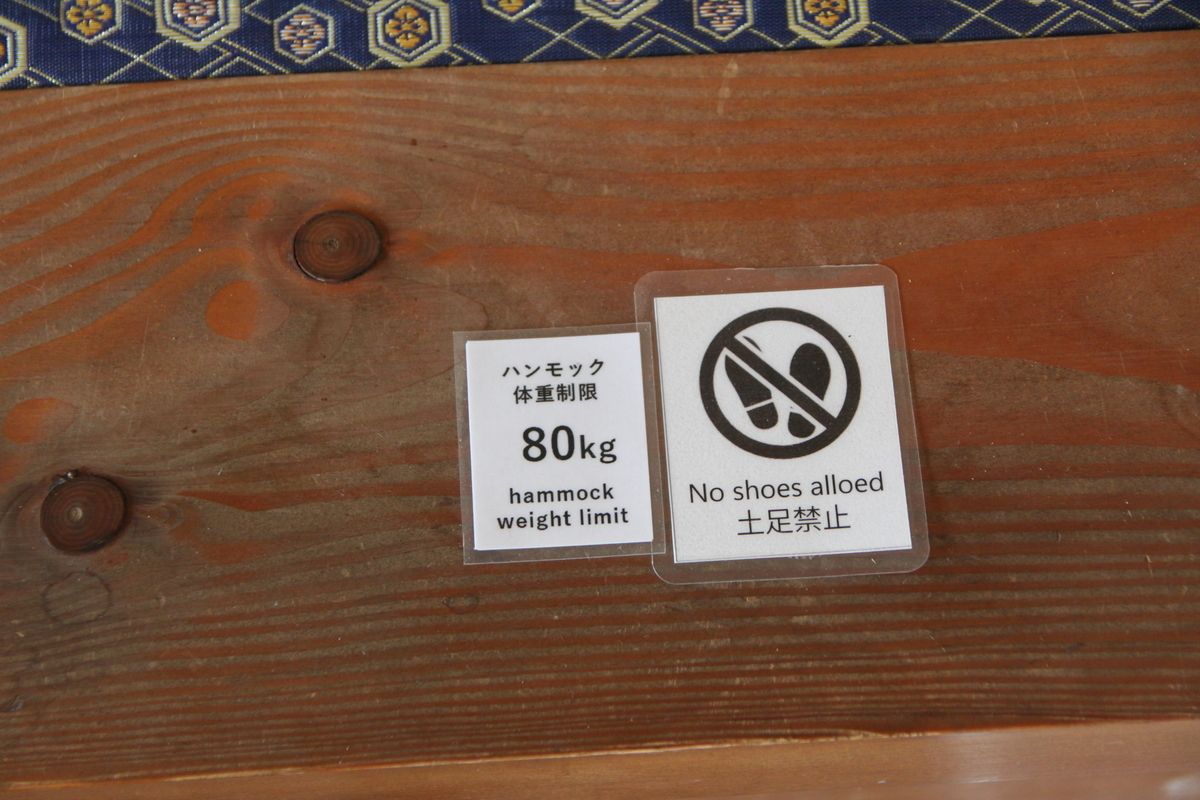 ハンモック
体重制限
80kg
hammock
weight limit
No shoes alloed
土足禁止